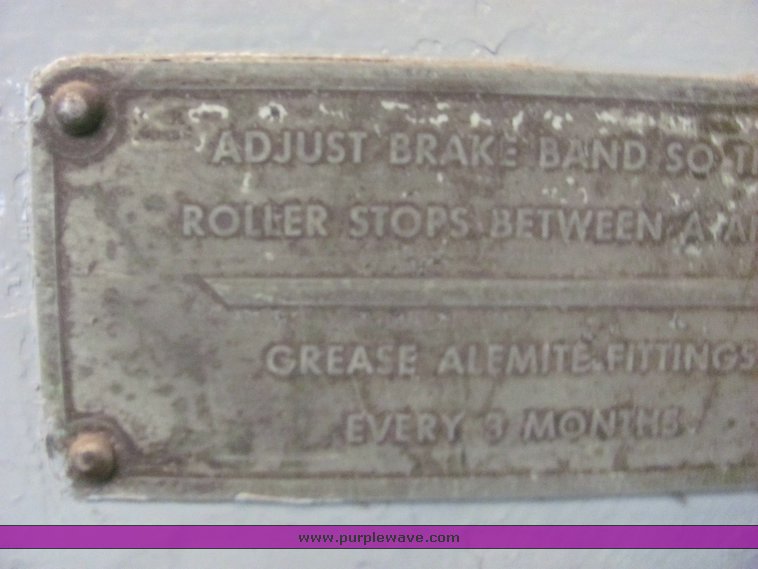 ADJUST BRAKE BAND SO
ROLLER STOPS BETWEEN A
GREASE ALEMITE FITTINGS
EVERY 3 MONTHS
www.purplewave.com